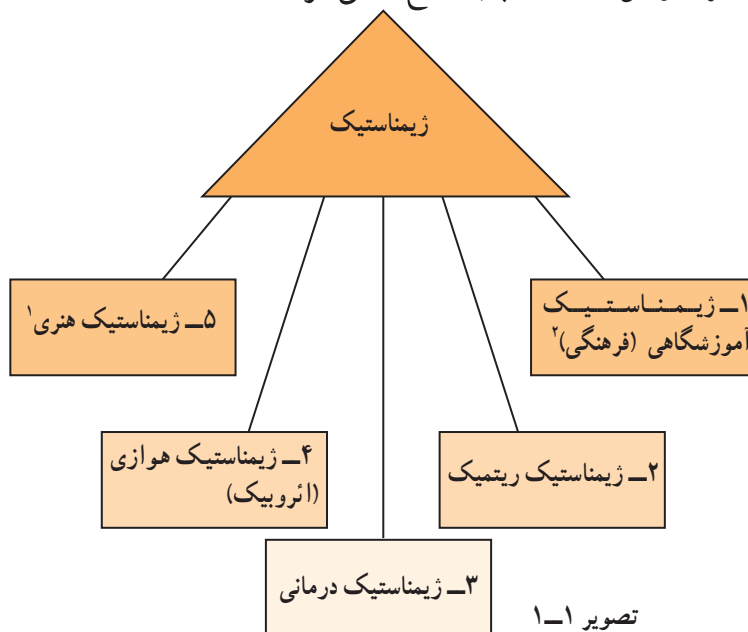 ژیمناستیک
۱ــ ژیـمـنـاسـتـیـک
آموزشگاهی (فرهنگی)۲
۲ــ ژیمناستیک ریتمیک
۳ــ ژیمناستیک درمانی
۴ــ ژیمناستیک هوازی
(ائروبیک)
۵ــ ژیمناستیک هنری۱
تصویر ۱ــ۱